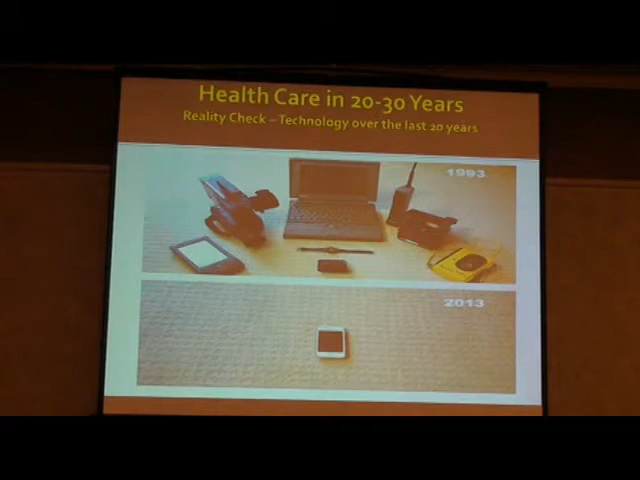 Health Care in 20-30 Years
Reality Check – Technology over the last 20 years
1993
2013